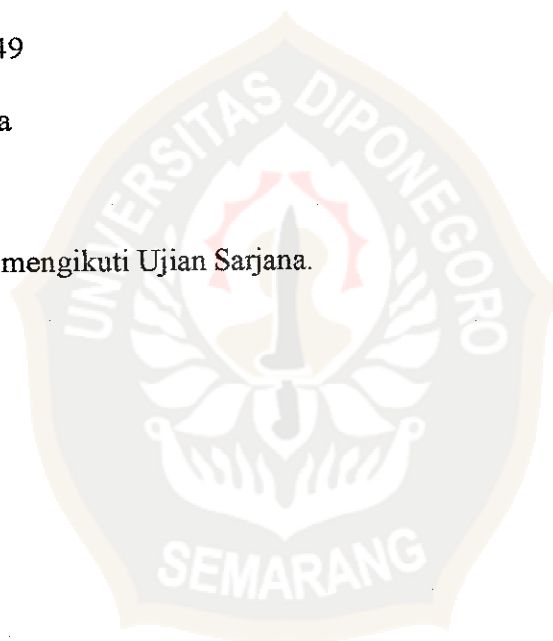 49
a
mengikuti Ujian Sarjana.
UNIVERSITAS DIPONEGORO
SEMARANG